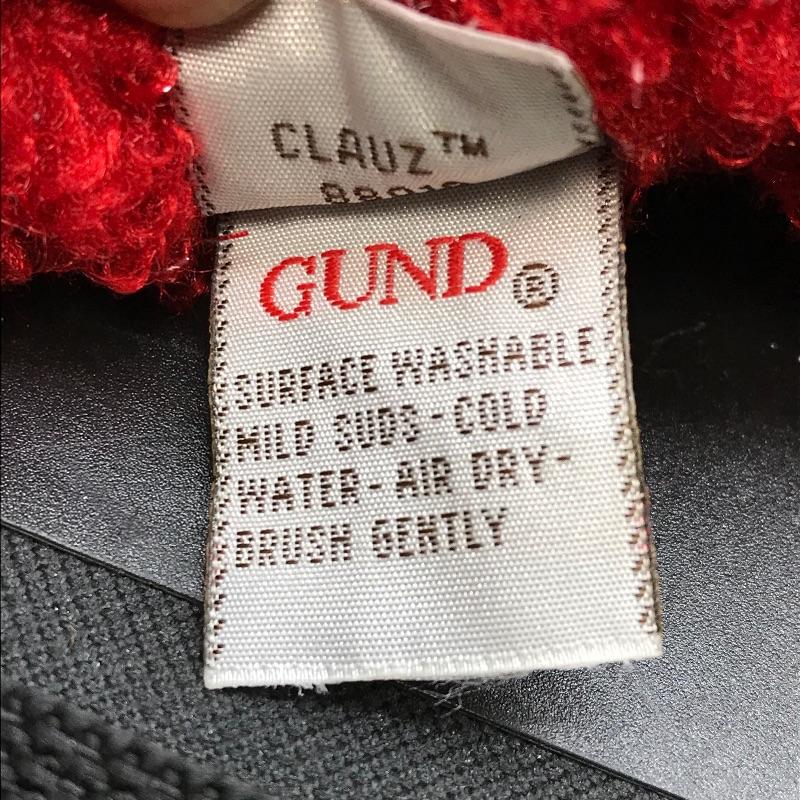 CLAUZ™
GUND®
SURFACE WASHABLE
MILD SUDS - COLD
WATER - AIR DRY -
BRUSH GENTLY